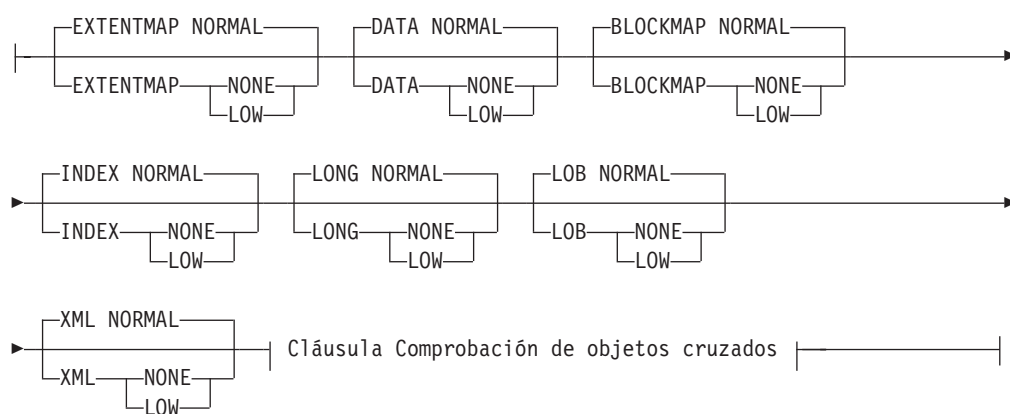 EXTENTMAP NORMAL DATA NORMAL BLOCKMAP NORMAL
EXTENTMAP NONE DATA NONE BLOCKMAP NONE
LOW LOW LOW
INDEX NORMAL LONG NORMAL LOB NORMAL
INDEX NONE LONG NONE LOB NONE
LOW LOW LOW
XML NORMAL
Cláusula Comprobación de objetos cruzados
XML NONE
LOW